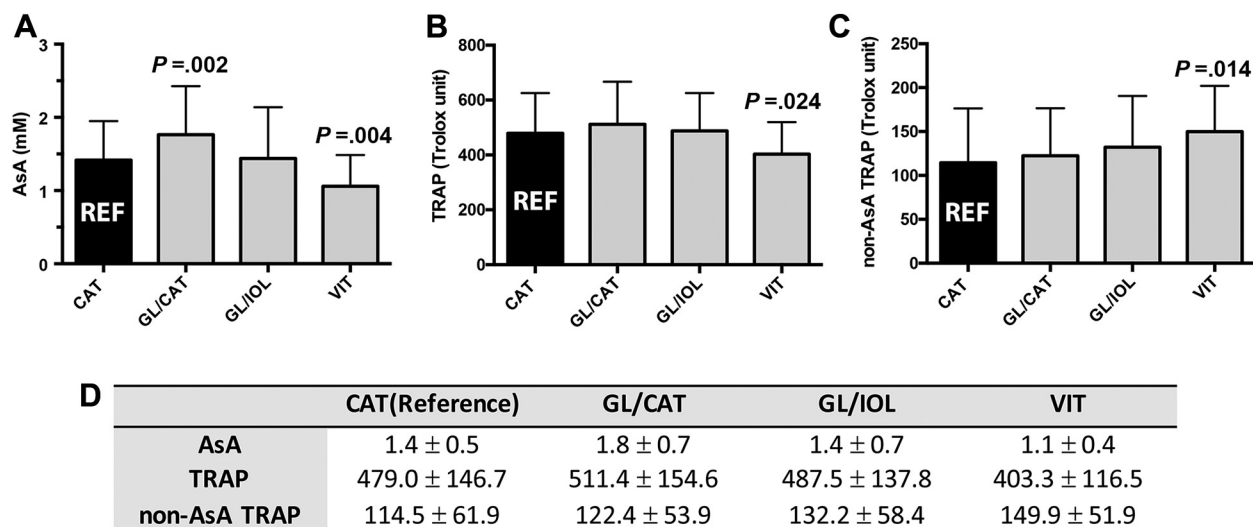 A
AsA (mM)
3
2
1
0
P =.002
P =.004
REF
CAT
GL/CAT
GL/IOL
VIT
B
TRAP (Trolox unit)
800
600
400
200
0
P =.024
REF
CAT
GL/CAT
GL/IOL
VIT
C
non-AsA TRAP (Trolox unit)
250
200
150
100
50
0
P =.014
REF
CAT
GL/CAT
GL/IOL
VIT
D
CAT(Reference) GL/CAT GL/IOL VIT
AsA 1.4 ± 0.5 1.8 ± 0.7 1.4 ± 0.7 1.1 ± 0.4
TRAP 479.0 ± 146.7 511.4 ± 154.6 487.5 ± 137.8 403.3 ± 116.5
non-AsA TRAP 114.5 ± 61.9 122.4 ± 53.9 132.2 ± 58.4 149.9 ± 51.9